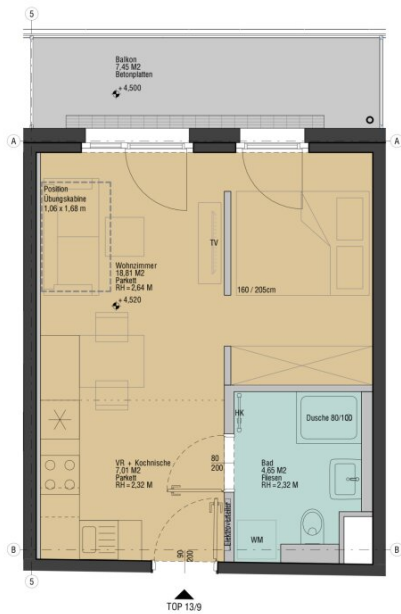 5
Balkon
7,45 M2
Betonplatten
+4,500
A
A
Position
Übungskabine
1,06 x 1,68 m
TV
Wohnzimmer
18,81 M2
Parkett
RH=2,64 M
+4,520
160 / 205cm
HK
Dusche 80/100
80
200
VR + Kochnische
7,01 M2
Parkett
RH=2,32 M
Bad
4,65 M2
Fliesen
RH=2,32 M
Elektroverteiler
WM
B
B
90
200
5
TOP 13/9